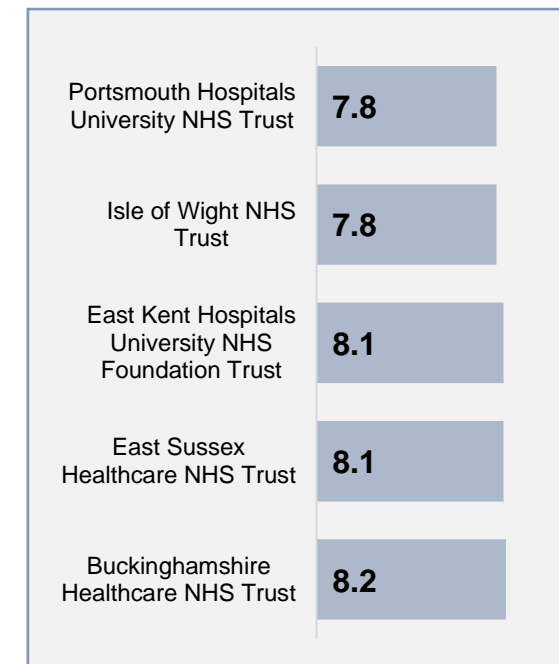 Portsmouth Hospitals
University NHS Trust
7.8
Isle of Wight NHS
Trust
7.8
East Kent Hospitals
University NHS
Foundation Trust
8.1
East Sussex
Healthcare NHS Trust
8.1
Buckinghamshire
Healthcare NHS Trust
8.2